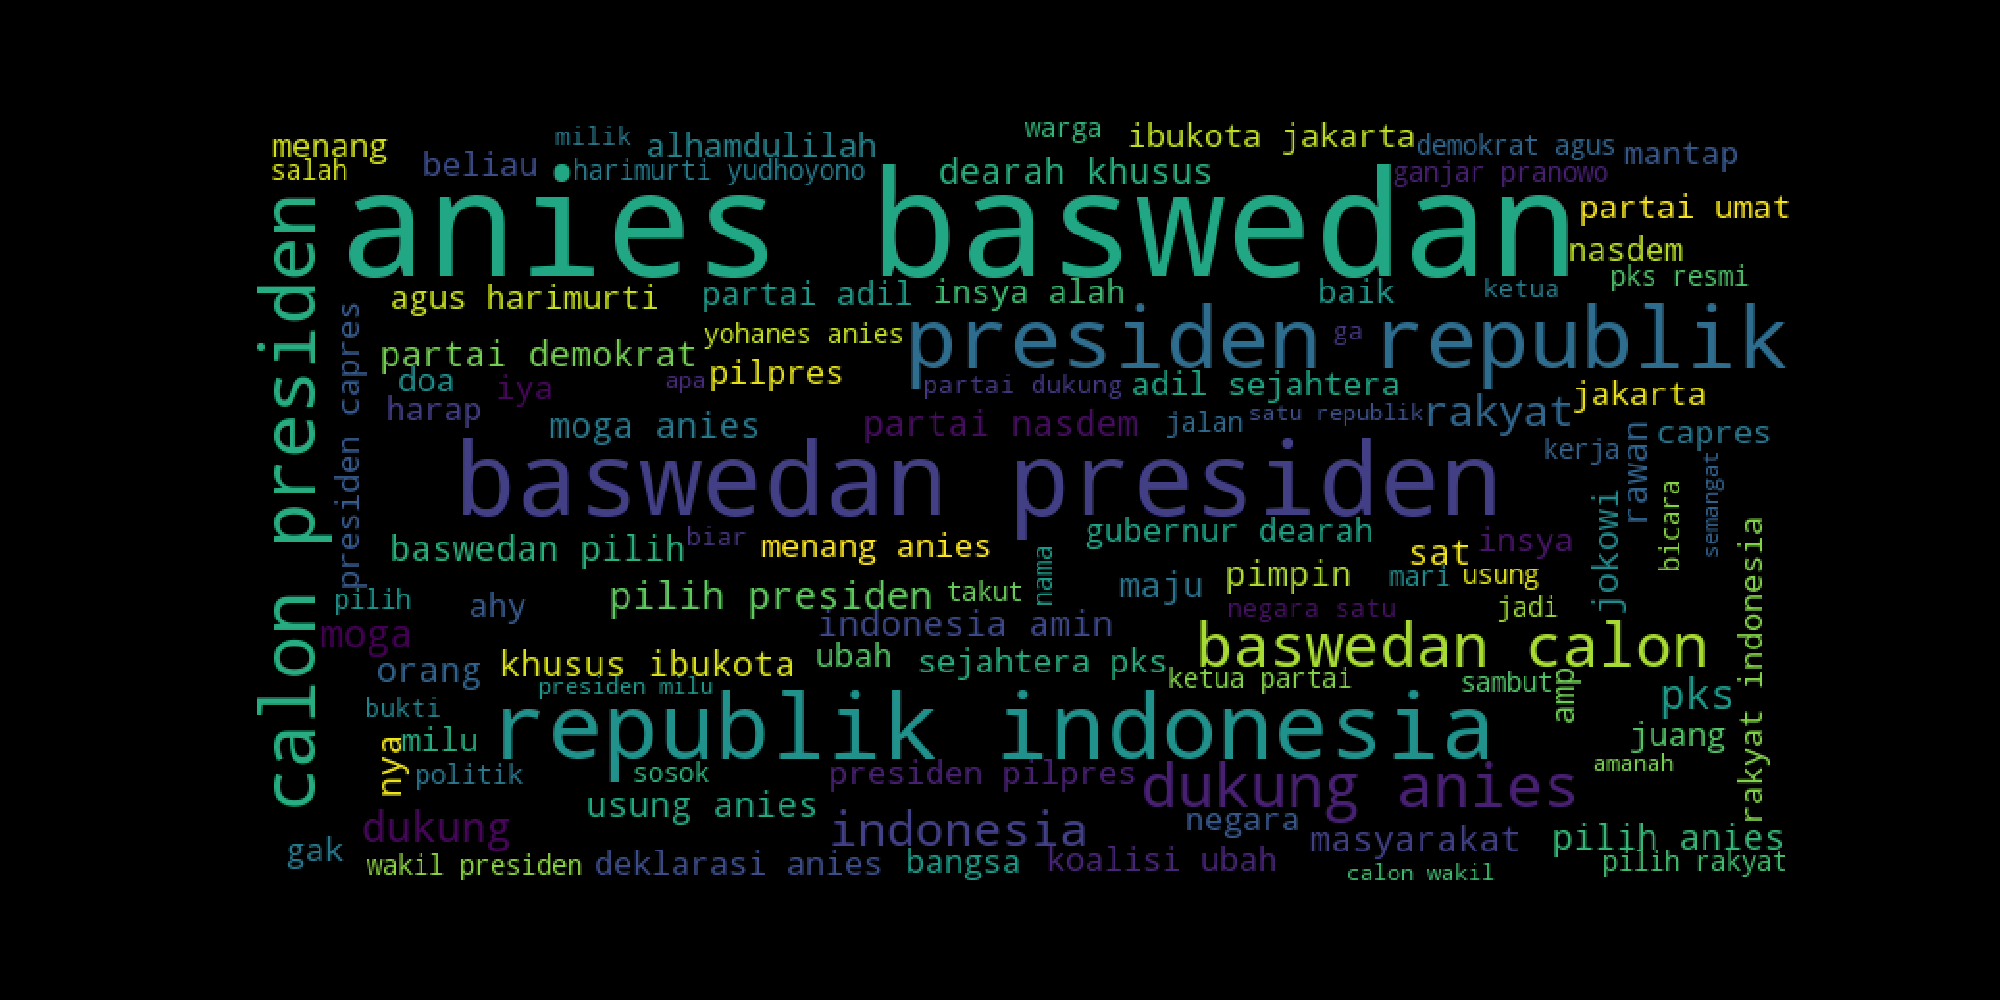 menang
milik
alhamdulilah
warga
ibukota jakarta
demokrat agus
mantap
salah
beliau
harimurti yudhoyono
dearah khusus
ganjar pranowo
anies baswedan
partai umat
nasdem
pks resmi
calon presiden
agus harimurti
partai adil
insya alah
baik
ketua
presiden capres
yohanes anies
presiden republik
ga
partai demokrat
doa
iya
apa
pilpres
partai dukung
adil sejahtera
jakarta
harap
moga anies
partai nasdem
jalan
satu republik
rakyat
capres
baswedan presiden
kerja
rawan
jokowi
bicara
semangat
baswedan pilih
biar
menang anies
nama
gubernur dearah
sat
insya
rakyat indonesia
pilih
ahy
pilih presiden
takut
maju
pimpin
mari
usung
negara satu
jadi
moga
indonesia amin
baswedan calon
orang
khusus ibukota
ubah
sejahtera pks
ketua partai
sambut
amp
pks
presiden milu
bukti
republik indonesia
juang
nya
milu
politik
sosok
presiden pilpres
dukung anies
amanah
usung anies
dukung
indonesia
negara
masyarakat
pilih anies
gak
wakil presiden
deklarasi anies
bangsa
koalisi ubah
calon wakil
pilih rakyat